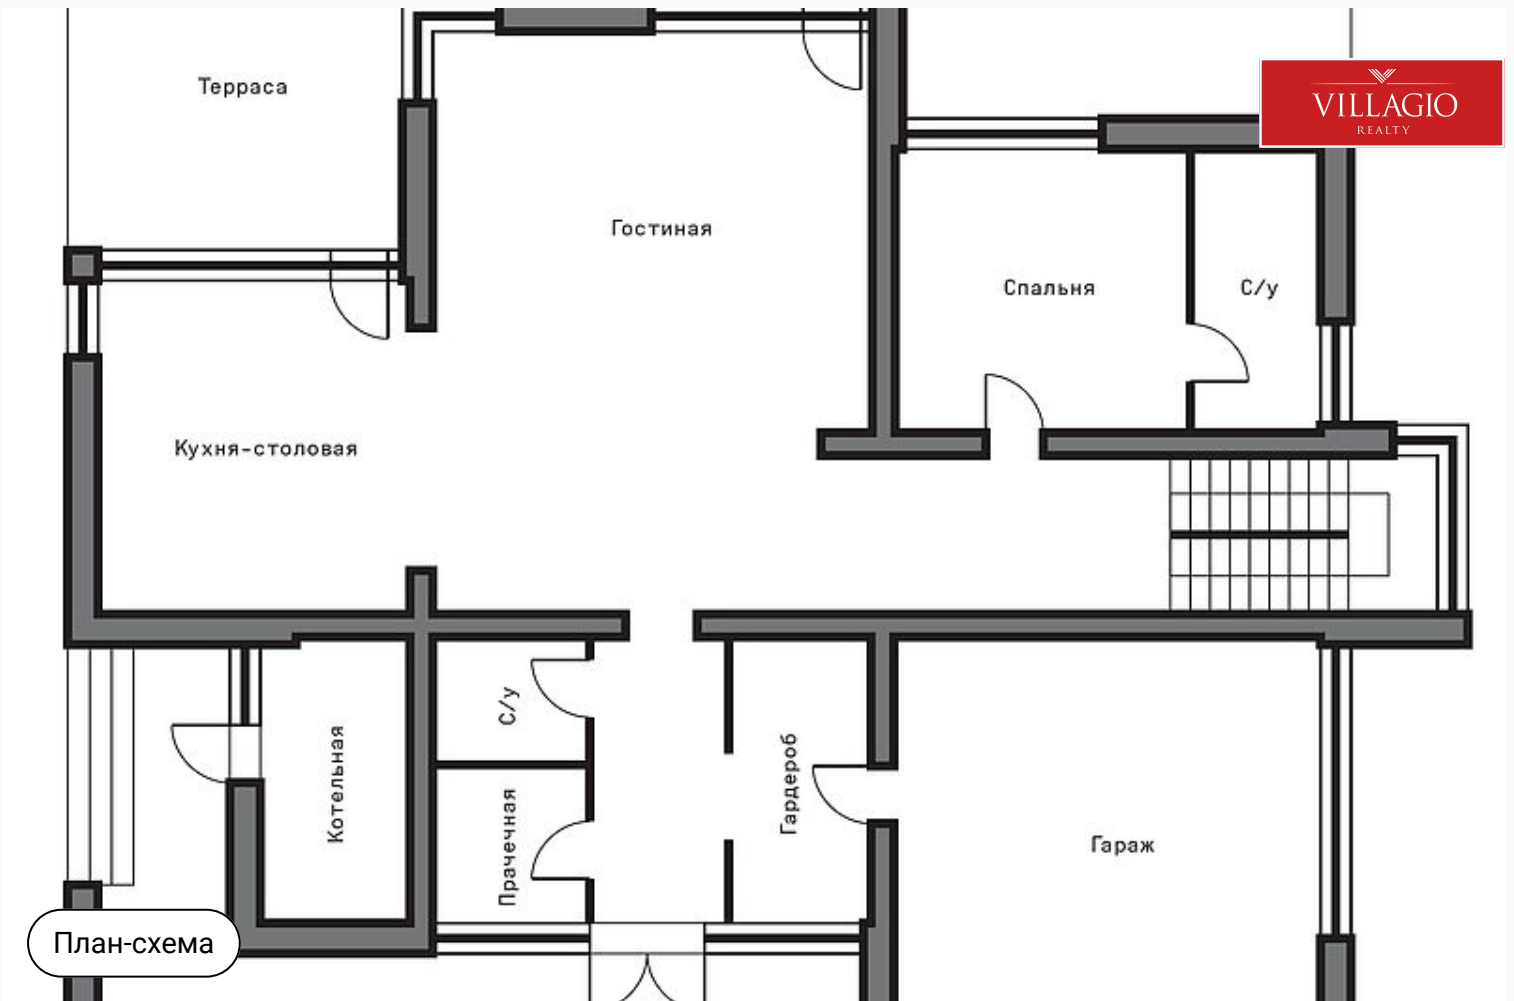 Терраса
VILLAGIO
REALTY
Гостиная
Спальня
С/у
Кухня-столовая
С/у
Котельная
Прачечная
Гардероб
Гараж
План-схема